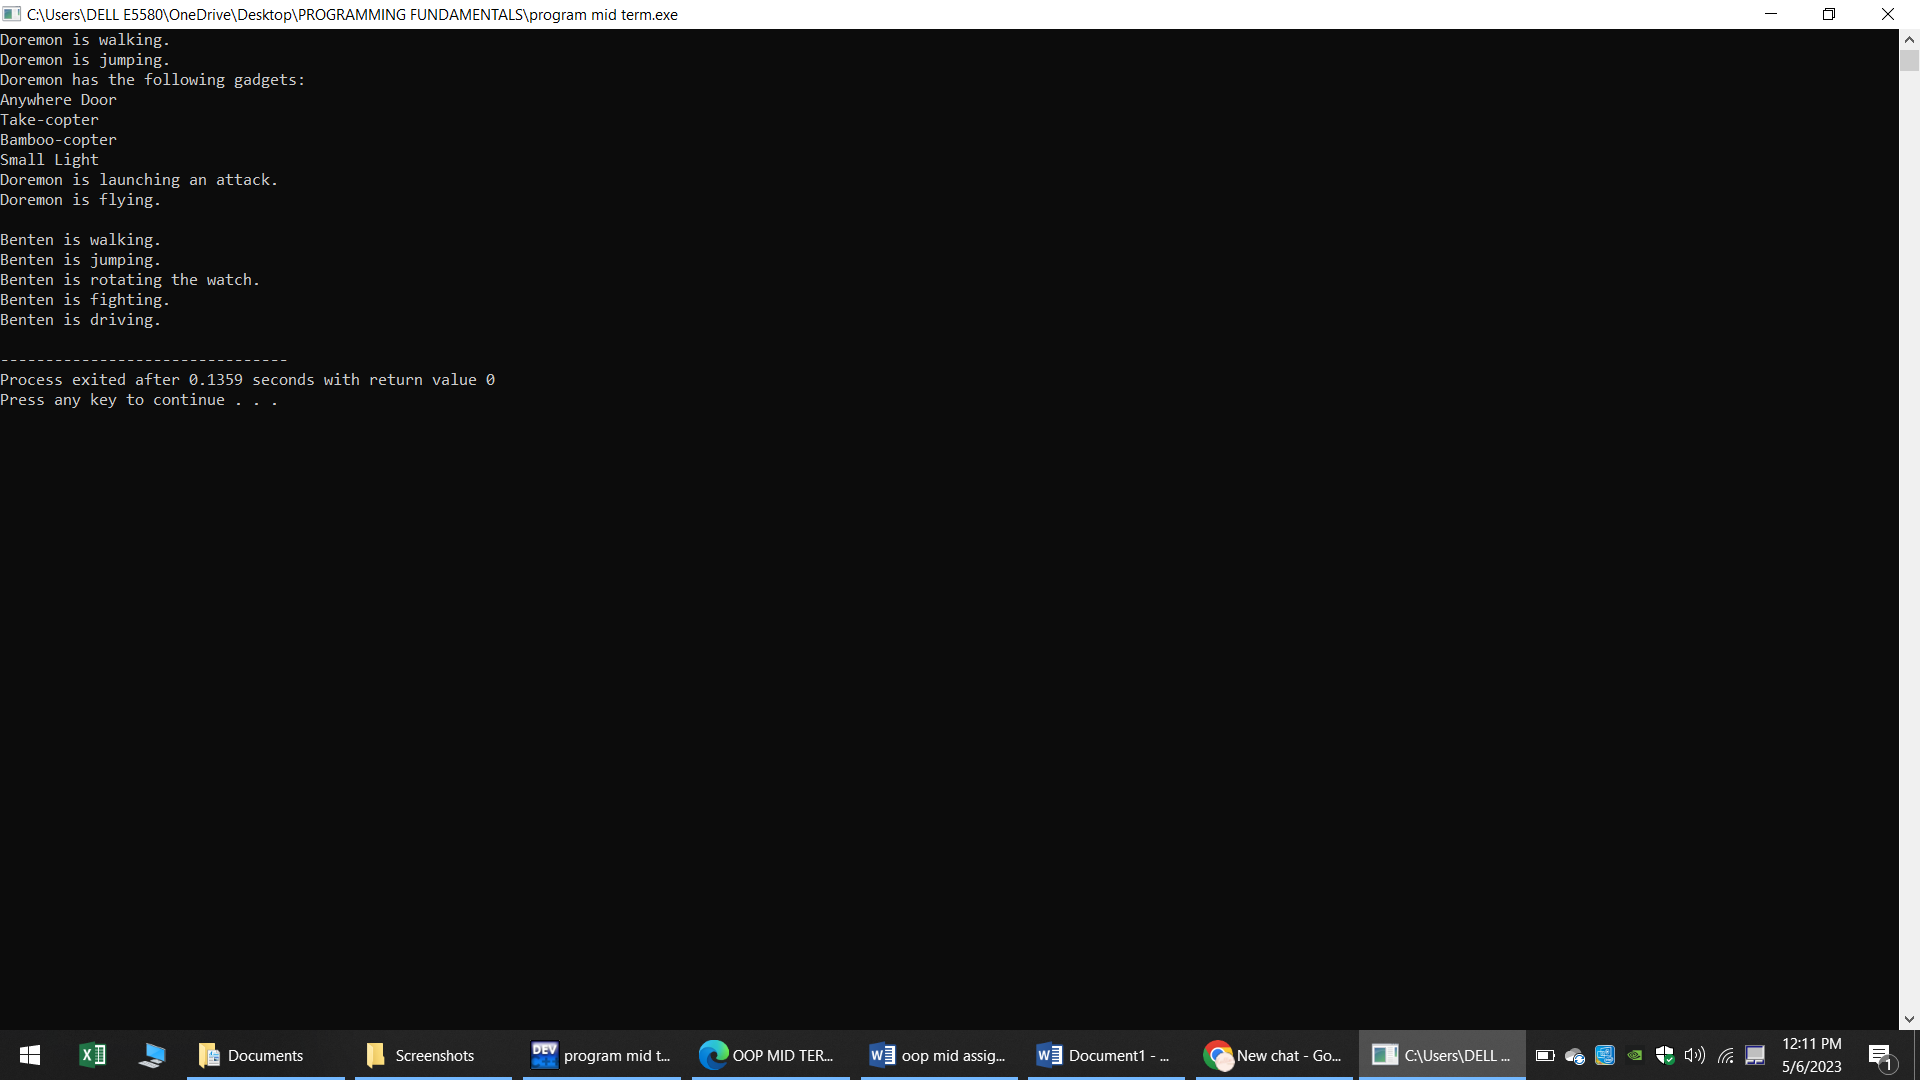 C:\Users\DELL E5580\OneDrive\Desktop\PROGRAMMING FUNDAMENTALS\program mid term.exe
Doremon is walking.
Doremon is jumping.
Doremon has the following gadgets:
Anywhere Door
Take-copter
Bamboo-copter
Small Light
Doremon is launching an attack.
Doremon is flying.
Benten is walking.
Benten is jumping.
Benten is rotating the watch.
Benten is fighting.
Benten is driving.
--------------------------------
Process exited after 0.1359 seconds with return value 0
Press any key to continue . . .
Documents
Screenshots
DEV
program mid t...
OOP MID TER...
oop mid assig...
Document1 - ...
New chat - Go...
C:\Users\DELL ...
12:11 PM
5/6/2023
1